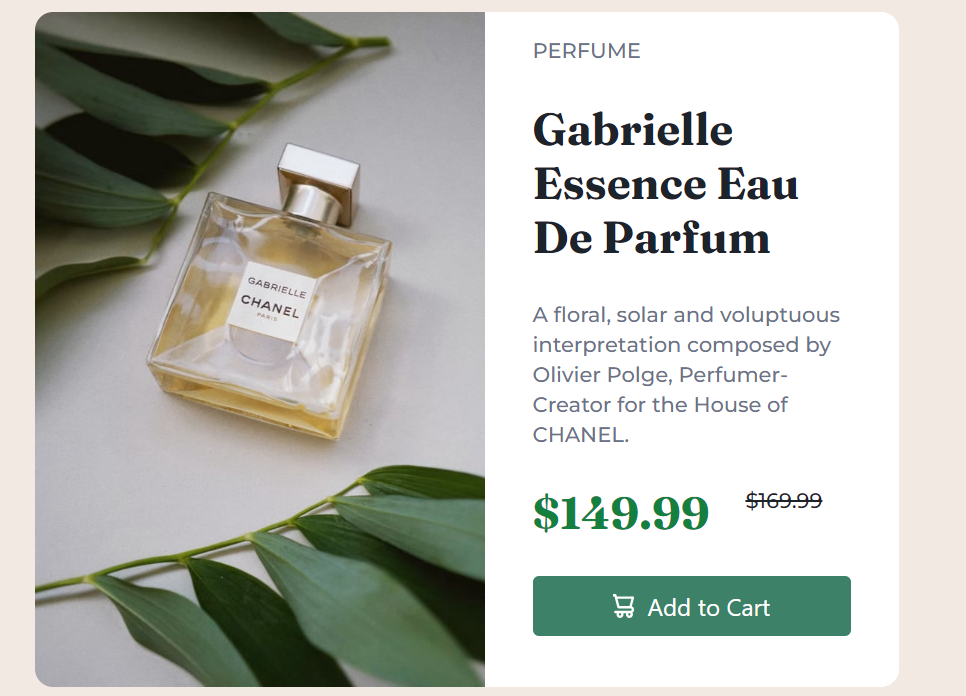 PERFUME
Gabrielle
Essence Eau
De Parfum
A floral, solar and voluptuous
interpretation composed by
Olivier Polge, Perfumer-
Creator for the House of
CHANEL.
$149.99 $169.99
Add to Cart
GABRIELLE
CHANEL
PARIS